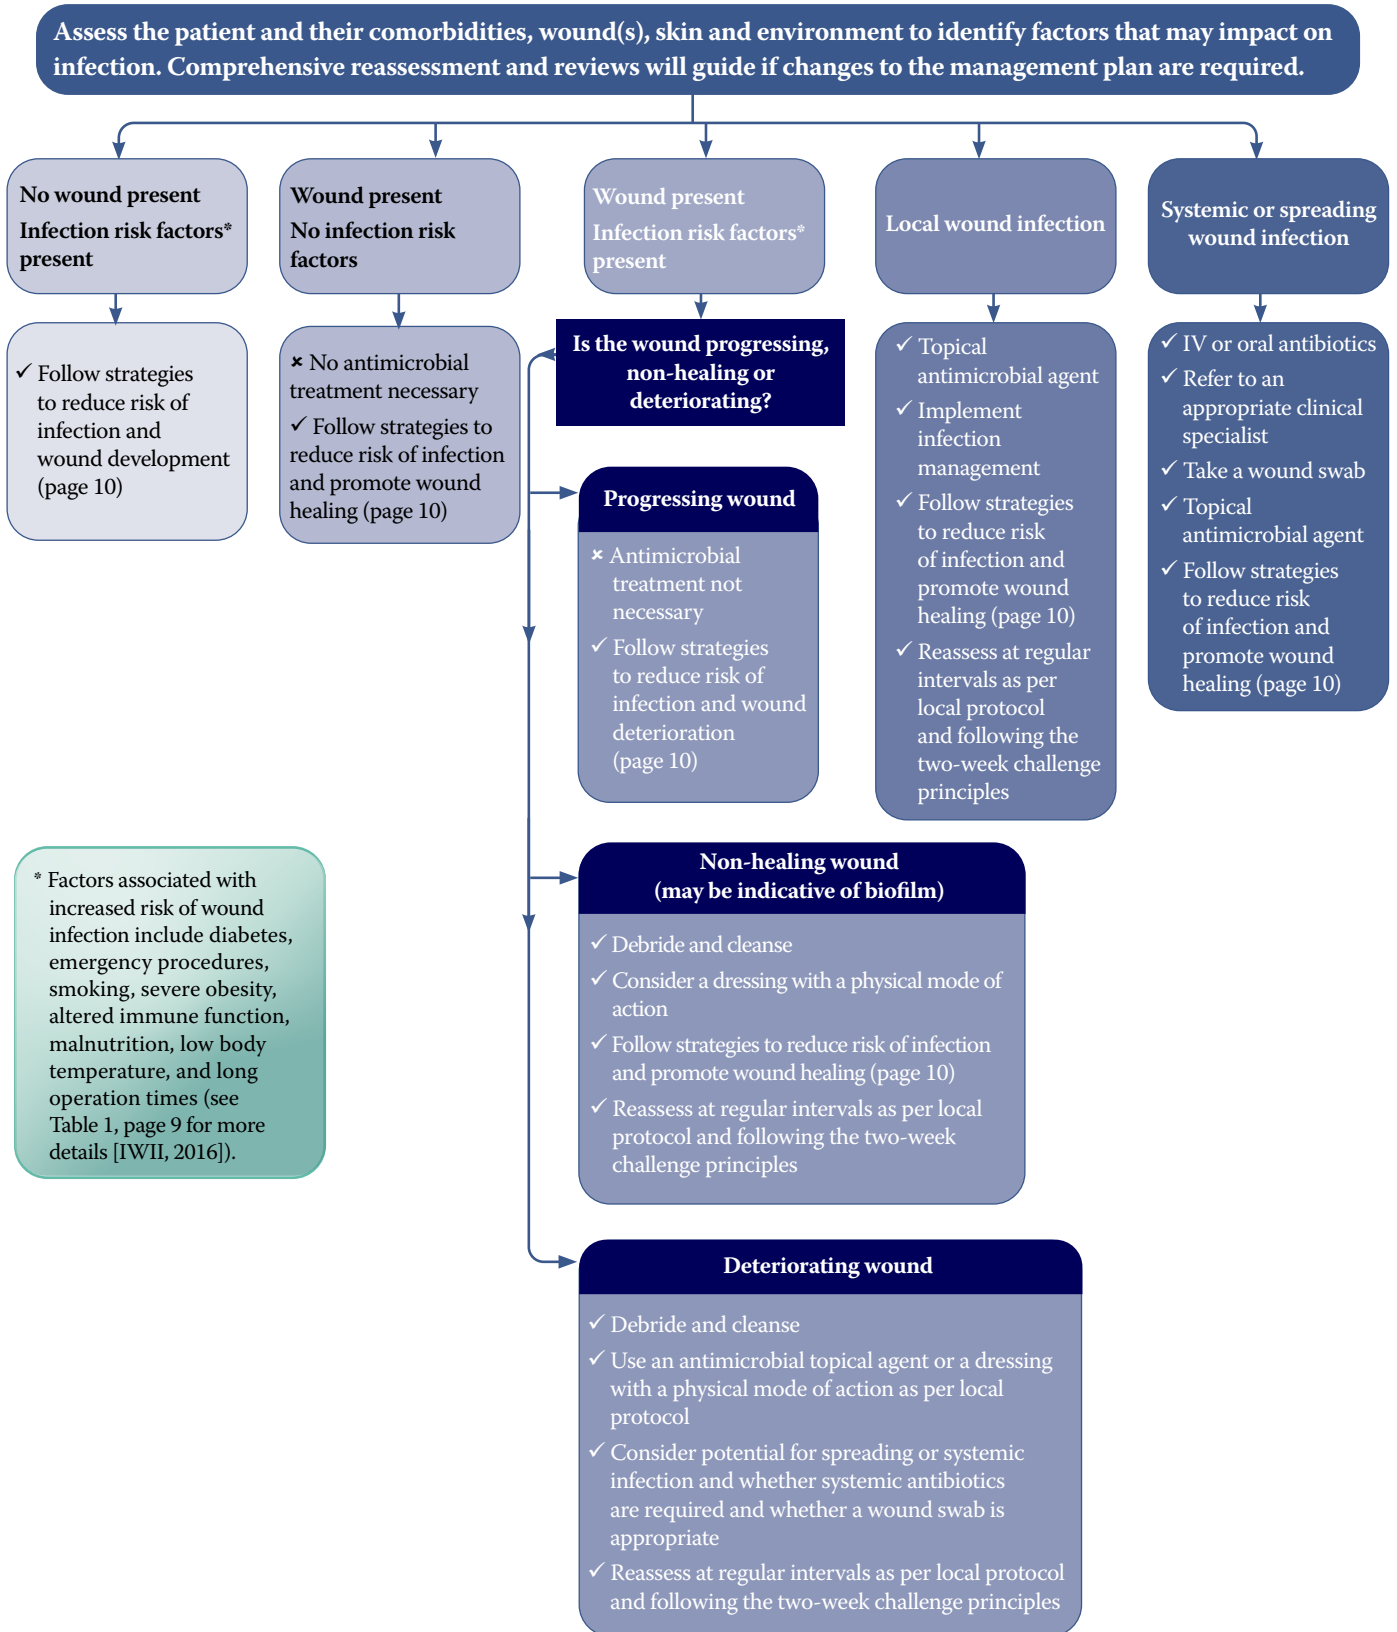 Assess the patient and their comorbidities, wound(s), skin and environment to identify factors that may impact on
infection. Comprehensive reassessment and reviews will guide if changes to the management plan are required.
No wound present
Infection risk factors*
present
✓ Follow strategies
to reduce risk of
infection and
wound development
(page 10)
Wound present
No infection risk
factors
× No antimicrobial
treatment necessary
✓ Follow strategies to
reduce risk of infection
and promote wound
healing (page 10)
Wound present
Infection risk factors*
present
Is the wound progressing,
non-healing or
deteriorating?
Progressing wound
× Antimicrobial
treatment not
necessary
✓ Follow strategies
to reduce risk of
infection and wound
deterioration
(page 10)
Non-healing wound
(may be indicative of biofilm)
✓ Debride and cleanse
✓ Consider a dressing with a physical mode of
action
✓ Follow strategies to reduce risk of infection
and promote wound healing (page 10)
✓ Reassess at regular intervals as per local
protocol and following the two-week
challenge principles
Deteriorating wound
✓ Debride and cleanse
✓ Use an antimicrobial topical agent or a dressing
with a physical mode of action as per local
protocol
✓ Consider potential for spreading or systemic
infection and whether systemic antibiotics
are required and whether a wound swab is
appropriate
✓ Reassess at regular intervals as per local protocol
and following the two-week challenge principles
Local wound infection
✓ Topical
antimicrobial agent
✓ Implement
infection
management
✓ Follow strategies
to reduce risk
of infection and
promote wound
healing (page 10)
✓ Reassess at regular
intervals as per
local protocol
and following the
two-week challenge
principles
Systemic or spreading
wound infection
✓ IV or oral antibiotics
✓ Refer to an
appropriate clinical
specialist
✓ Take a wound swab
✓ Topical
antimicrobial agent
✓ Follow strategies
to reduce risk
of infection and
promote wound
healing (page 10)
* Factors associated with
increased risk of wound
infection include diabetes,
emergency procedures,
smoking, severe obesity,
altered immune function,
malnutrition, low body
temperature, and long
operation times (see
Table 1, page 9 for more
details [IWII, 2016]).